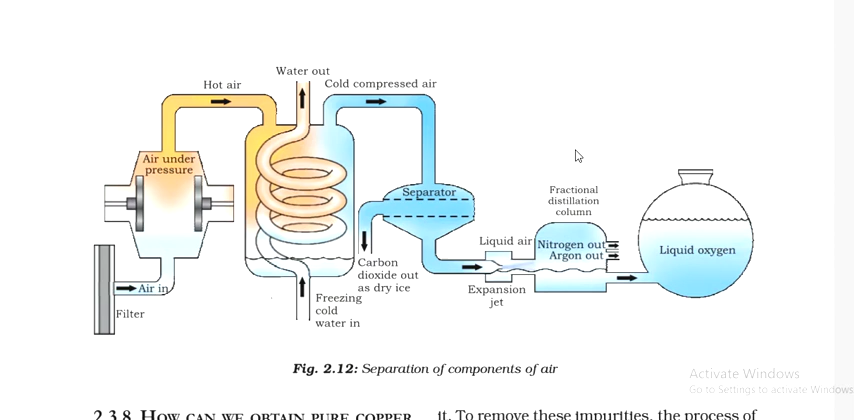 Water out
Hot air
Cold compressed air
Air under
pressure
Separator
Fractional
distillation
column
Liquid air
Nitrogen out
Argon out
Liquid oxygen
Carbon
dioxide out
as dry ice
Air in
Expansion
jet
Freezing
cold
water in
Filter
Fig. 2.12: Separation of components of air
Activate Windows
Go to Settings to activate Windows
2.3.8 HOW CAN WE OBTAIN PURE COPPER
it. To remove these impurities, the process of